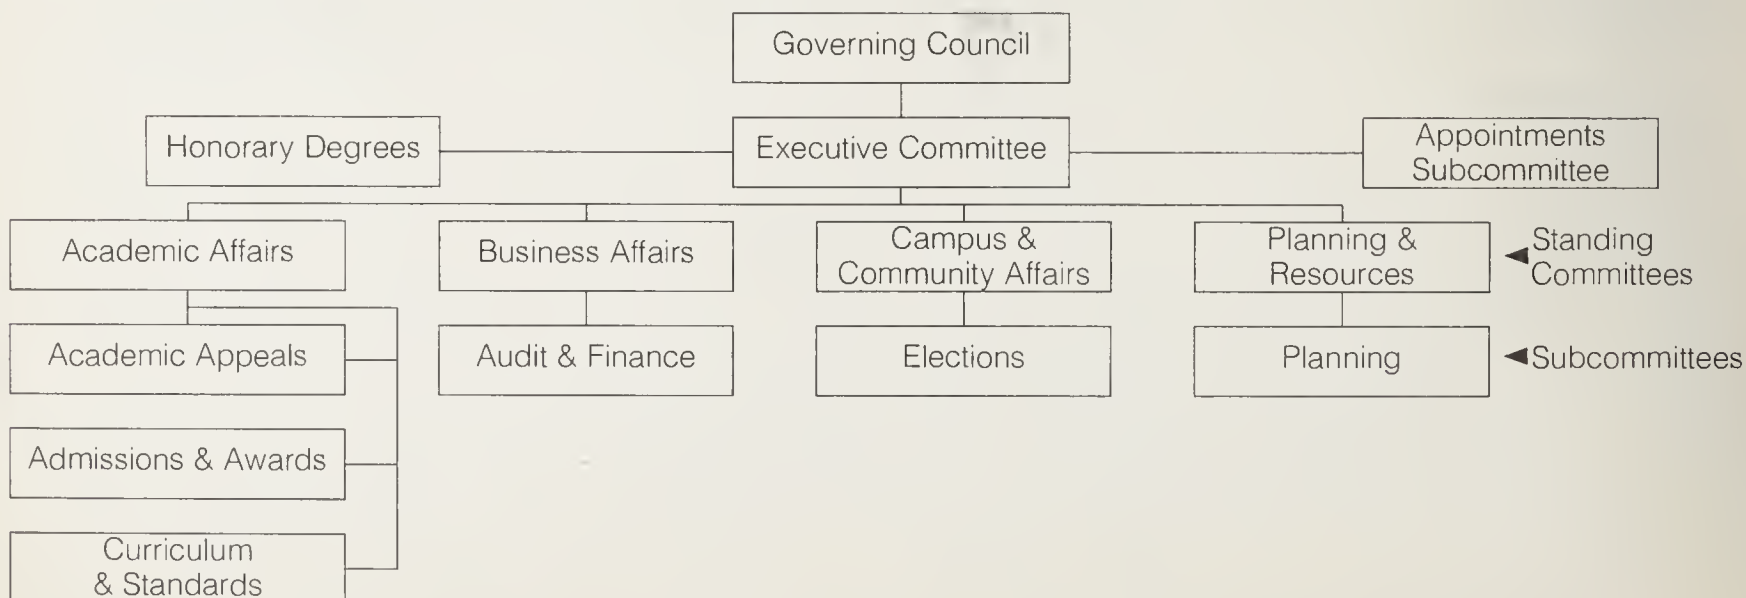 Governing Council
Honorary Degrees
Executive Committee
Appointments
Subcommittee
Academic Affairs
Business Affairs
Campus &
Community Affairs
Planning &
Resources
Standing
Committees
Academic Appeals
Audit & Finance
Elections
Planning
Subcommittees
Admissions & Awards
Curriculum
& Standards